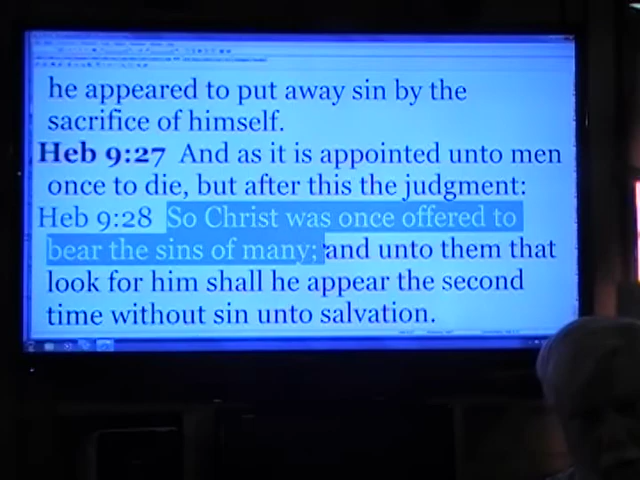 he appeared to put away sin by the
sacrifice of himself.
Heb 9:27 And as it is appointed unto men
once to die, but after this the judgment:
Heb 9:28 So Christ was once offered to
bear the sins of many; and unto them that
look for him shall he appear the second
time without sin unto salvation.